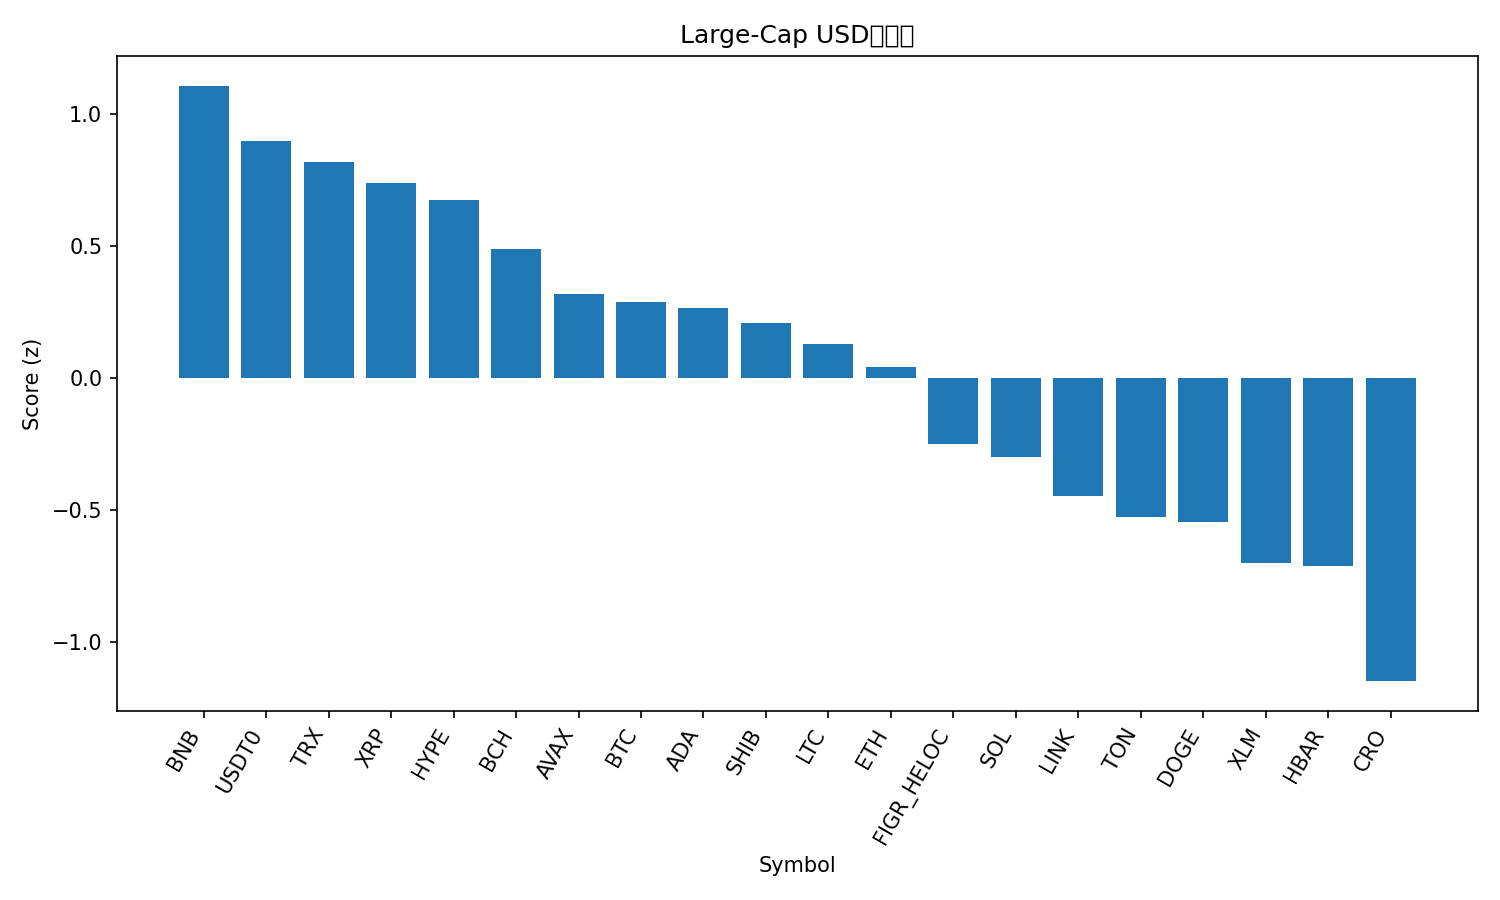 Large-Cap USD
Score (z)
1.0
0.5
0.0
−0.5
−1.0
BNB
USDT0
TRX
XRP
HYPE
BCH
AVAX
BTC
ADA
SHIB
LTC
ETH
FIGR_HELOC
SOL
LINK
TON
DOGE
XLM
HBAR
CRO
Symbol